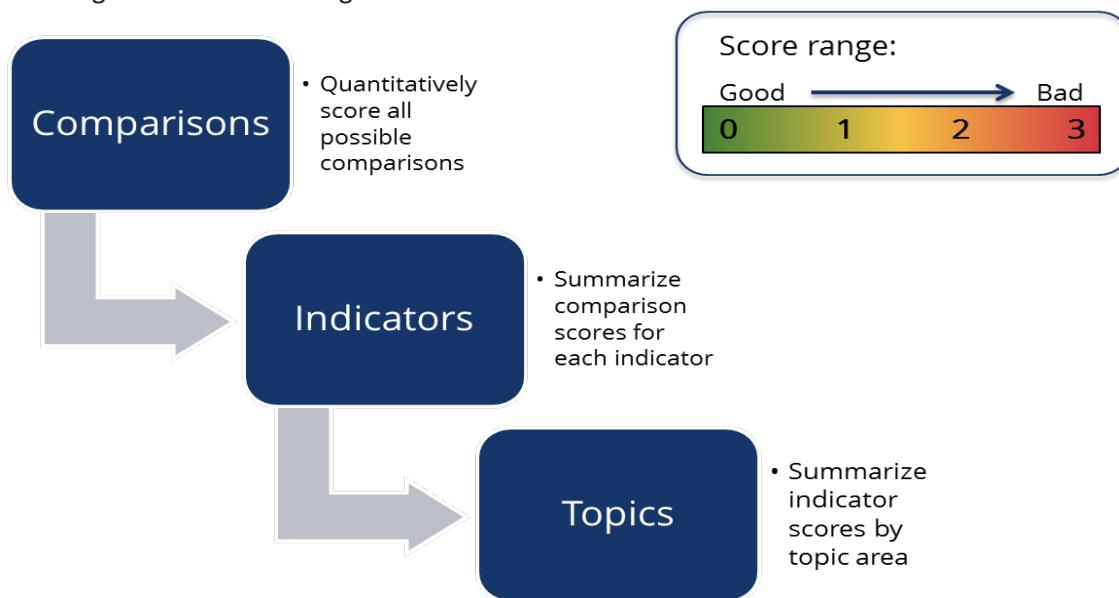 Comparisons
• Quantitatively
score all
possible
comparisons
Score range:
Good Bad
0 1 2 3
Indicators
• Summarize
comparison
scores for
each indicator
Topics
• Summarize
indicator
scores by
topic area